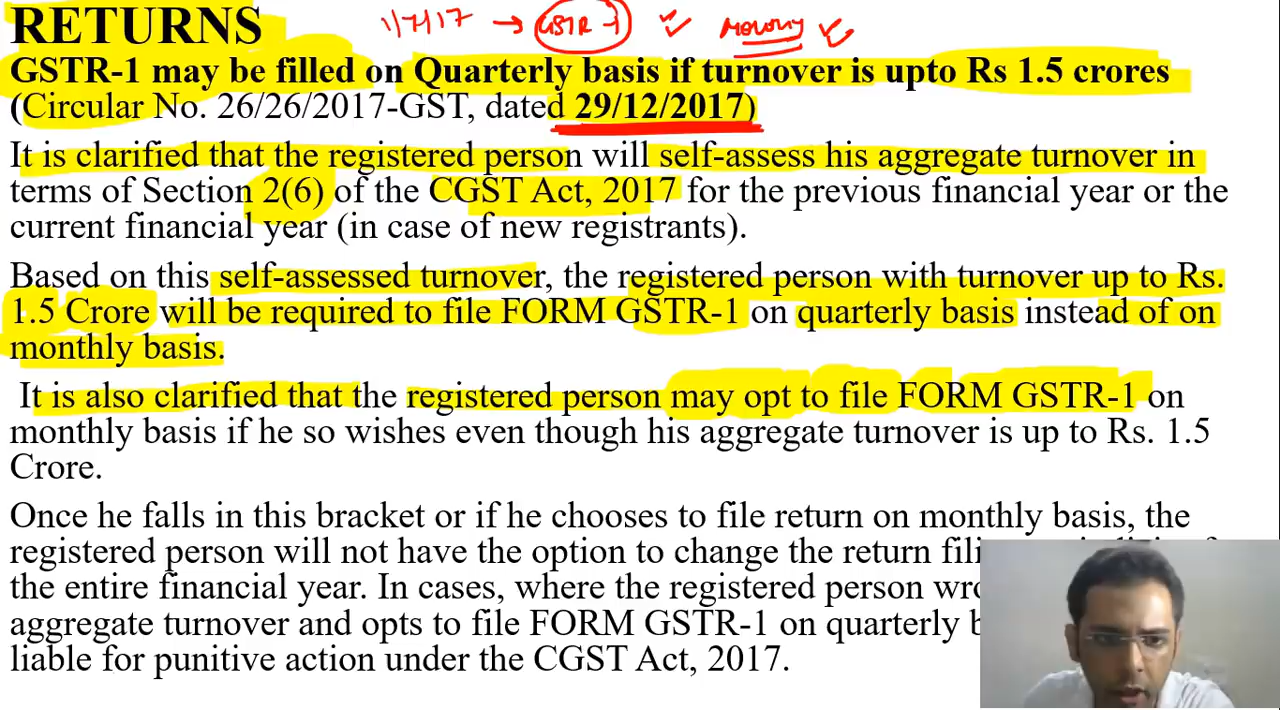 RETURNS
1/7/17 → GSTR-1
GSTR-1 may be filled on Quarterly basis if turnover is upto Rs 1.5 crores
(Circular No. 26/26/2017-GST, dated 29/12/2017)
It is clarified that the registered person will self-assess his aggregate turnover in
terms of Section 2(6) of the CGST Act, 2017 for the previous financial year or the
current financial year (in case of new registrants).
Based on this self-assessed turnover, the registered person with turnover up to Rs.
1.5 Crore will be required to file FORM GSTR-1 on quarterly basis instead of on
monthly basis.
It is also clarified that the registered person may opt to file FORM GSTR-1 on
monthly basis if he so wishes even though his aggregate turnover is up to Rs. 1.5
Crore.
Once he falls in this bracket or if he chooses to file return on monthly basis, the
registered person will not have the option to change the return
the entire financial year. In cases, where the registered person
aggregate turnover and opts to file FORM GSTR-1 on quarterly
liable for punitive action under the CGST Act, 2017.